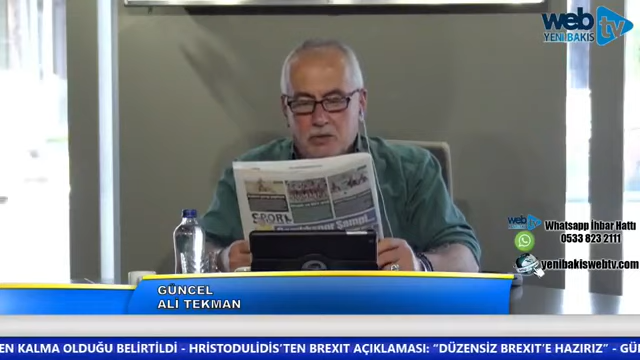 web tv
YENİBAKIŞ
SPOR
Whatsapp İhbar Hattı
0533 823 2111
web tv
yenibakiswebtv.com
GÜNCEL
ALİ TEKMAN
EN KALMA OLDUĞU BELİRTİLDİ - HRİSTODULİDİS'TEN BREXIT AÇIKLAMASI: "DÜZENSİZ BREXIT'E HAZIRIZ" - GÜ